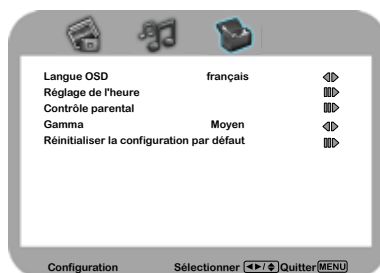 Langue OSD français
Réglage de l'heure
Contrôle parental
Gamma Moyen
Réinitialiser la configuration par défaut
Configuration Sélectionner ◀▶/◆ Quitter MENU